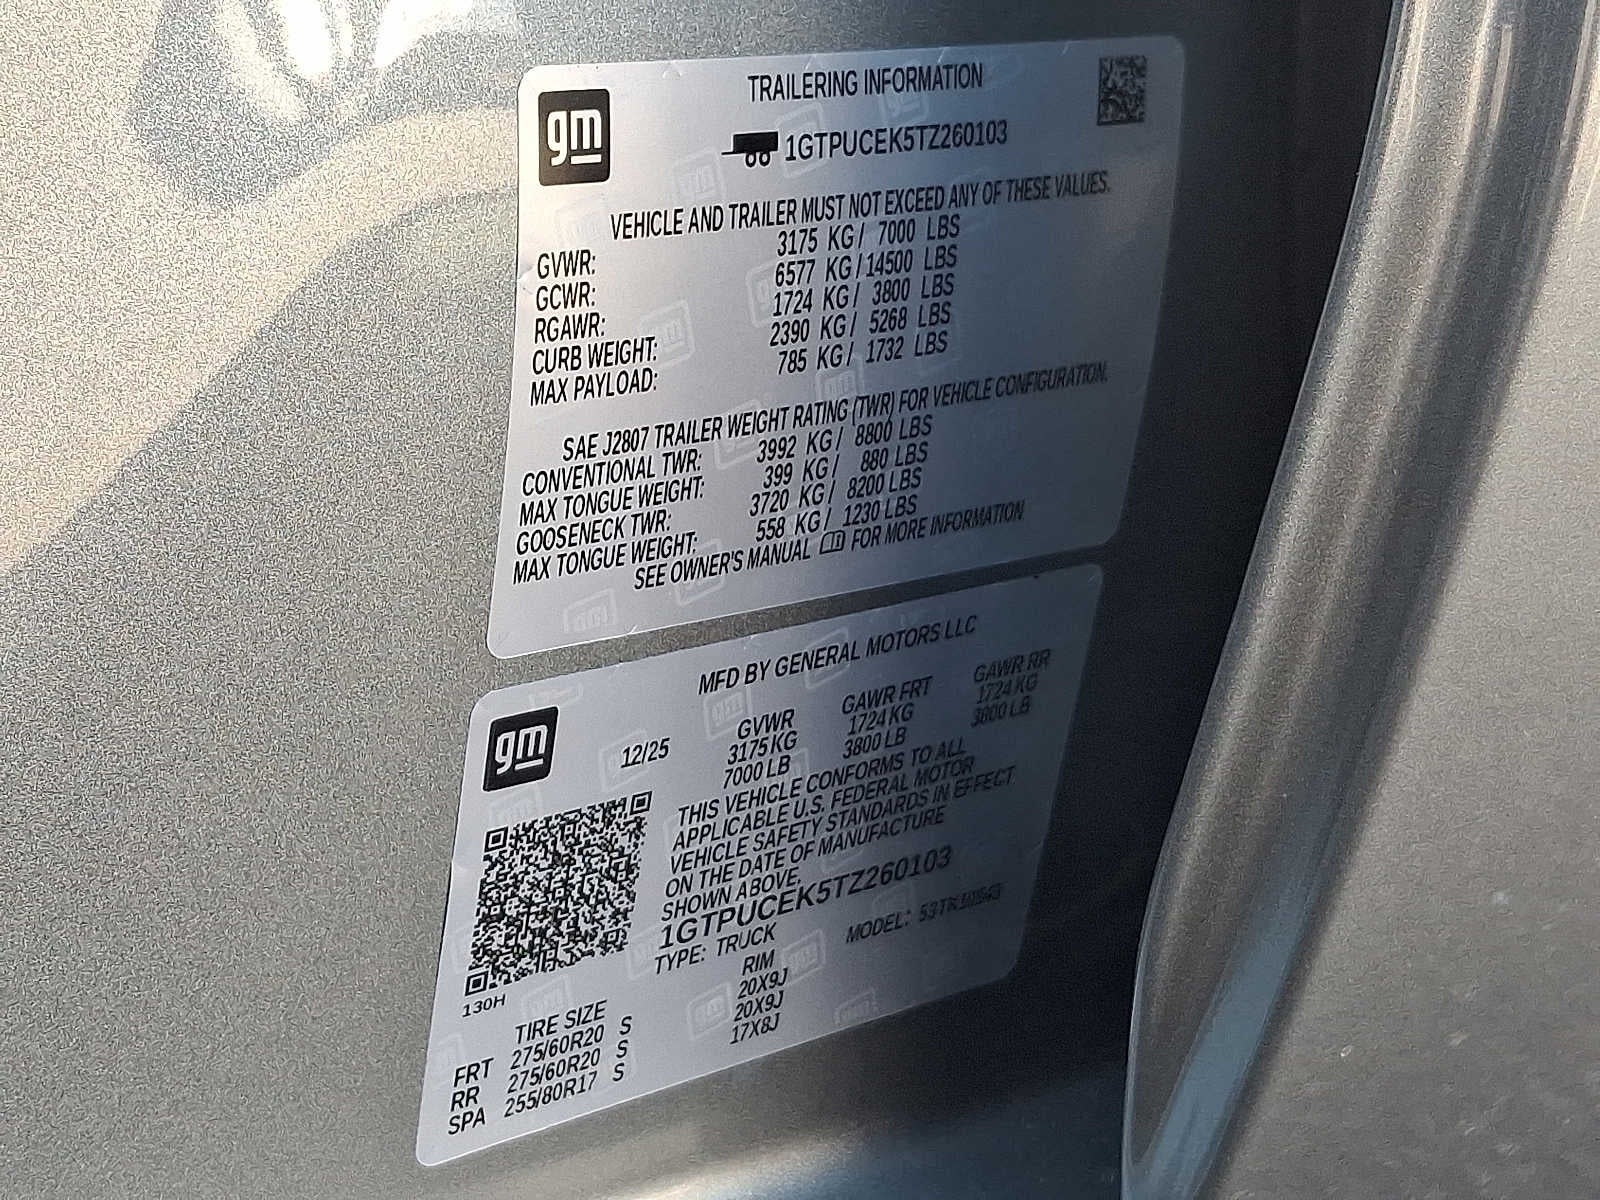 gm
TRAILERING INFORMATION
1GTPUCEK5TZ260103
VEHICLE AND TRAILER MUST NOT EXCEED ANY OF THESE VALUES.
GVWR: 3175 KG/ 7000 LBS
GCWR: 6577 KG/14500 LBS
RGAWR: 1724 KG/ 3800 LBS
CURB WEIGHT: 2390 KG/ 5268 LBS
MAX PAYLOAD: 785 KG/ 1732 LBS
SAE J2807 TRAILER WEIGHT RATING (TWR) FOR VEHICLE CONFIGURATION.
CONVENTIONAL TWR: 3992 KG/ 8800 LBS
MAX TONGUE WEIGHT: 399 KG/ 880 LBS
GOOSENECK TWR: 3720 KG/ 8200 LBS
MAX TONGUE WEIGHT: 558 KG/ 1230 LBS
SEE OWNER'S MANUAL FOR MORE INFORMATION
gm
MFD BY GENERAL MOTORS LLC
12/25 GVWR GAWR FRT GAWR RR
3175 KG 1724 KG 1724 KG
7000 LB 3800 LB 3800 LB
THIS VEHICLE CONFORMS TO ALL
APPLICABLE U.S. FEDERAL MOTOR
VEHICLE SAFETY STANDARDS IN EFFECT
ON THE DATE OF MANUFACTURE
SHOWN ABOVE.
1GTPUCEK5TZ260103
TYPE: TRUCK MODEL:
130H
TIRE SIZE RIM
FRT 275/60R20 S 20X9J
RR 275/60R20 S 20X9J
SPA 255/80R17 S 17X8J